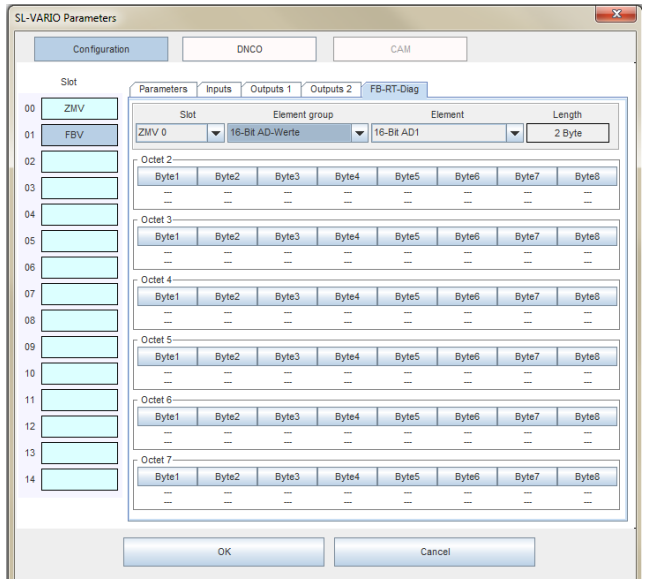 SL-VARIO Parameters
Configuration DNCO CAM
Slot
Parameters Inputs Outputs 1 Outputs 2 FB-RT-Diag
00 ZMV
01 FBV
02
03
04
05
06
07
08
09
10
11
12
13
14
Slot Element group Element Length
ZMV 0 16-Bit AD-Werte 16-Bit AD1 2 Byte
Octet 2
Byte1 Byte2 Byte3 Byte4 Byte5 Byte6 Byte7 Byte8
--- --- --- --- --- --- --- ---
--- --- --- --- --- --- --- ---
Octet 3
Byte1 Byte2 Byte3 Byte4 Byte5 Byte6 Byte7 Byte8
--- --- --- --- --- --- --- ---
--- --- --- --- --- --- --- ---
Octet 4
Byte1 Byte2 Byte3 Byte4 Byte5 Byte6 Byte7 Byte8
--- --- --- --- --- --- --- ---
--- --- --- --- --- --- --- ---
Octet 5
Byte1 Byte2 Byte3 Byte4 Byte5 Byte6 Byte7 Byte8
--- --- --- --- --- --- --- ---
--- --- --- --- --- --- --- ---
Octet 6
Byte1 Byte2 Byte3 Byte4 Byte5 Byte6 Byte7 Byte8
--- --- --- --- --- --- --- ---
--- --- --- --- --- --- --- ---
Octet 7
Byte1 Byte2 Byte3 Byte4 Byte5 Byte6 Byte7 Byte8
--- --- --- --- --- --- --- ---
--- --- --- --- --- --- --- ---
OK Cancel